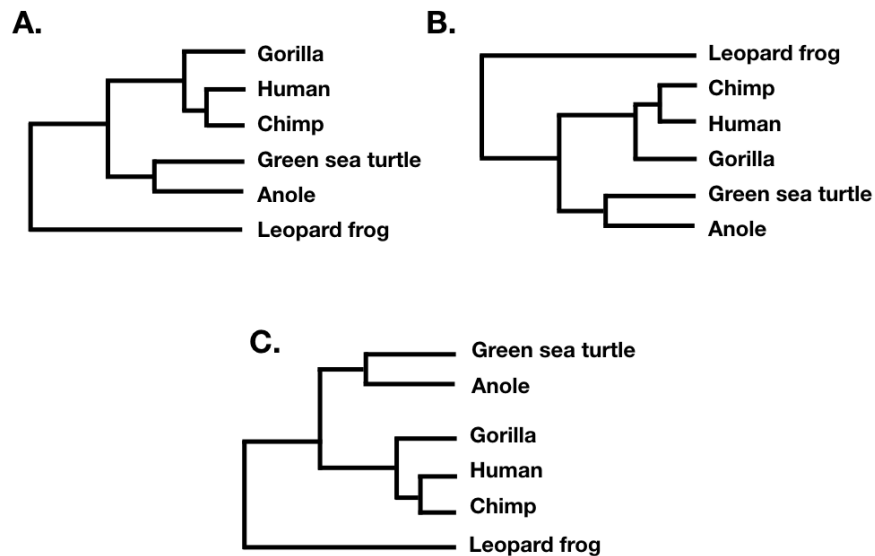 A.
Gorilla
Human
Chimp
Green sea turtle
Anole
Leopard frog
B.
Leopard frog
Chimp
Human
Gorilla
Green sea turtle
Anole
C.
Green sea turtle
Anole
Gorilla
Human
Chimp
Leopard frog